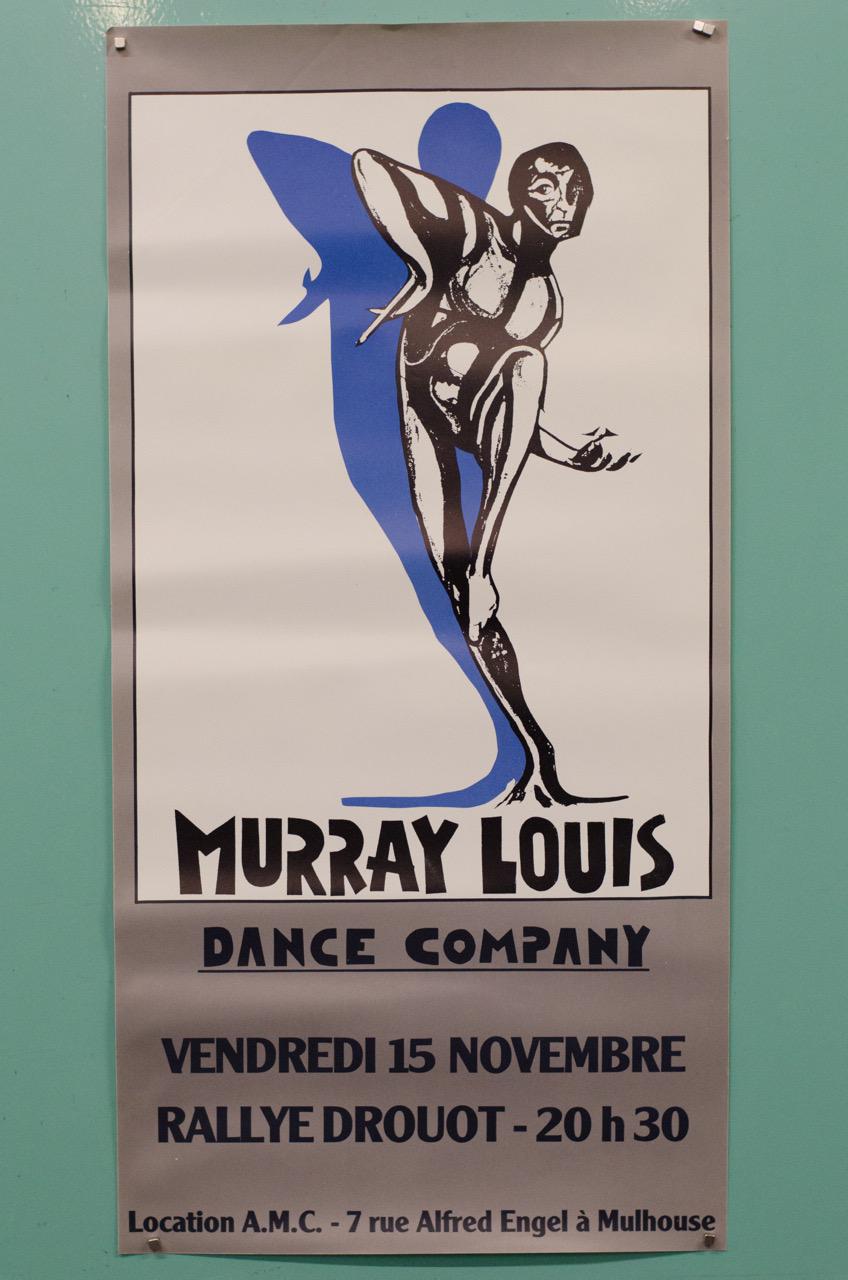 MURRAY LOUIS
DANCE COMPANY
VENDREDI 15 NOVEMBRE
RALLYE DROUOT - 20 h 30
Location A.M.C. - 7 rue Alfred Engel à Mulhouse